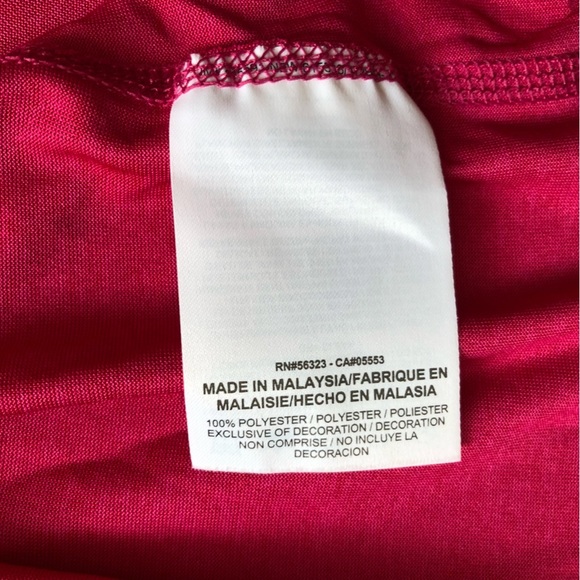 RN#56323 - CA#05553
MADE IN MALAYSIA/FABRIQUE EN
MALAISIE/HECHO EN MALASIA
100% POLYESTER / POLYESTER / POLIESTER
EXCLUSIVE OF DECORATION / DECORATION
NON COMPRISE / NO INCLUYE LA
DECORACION